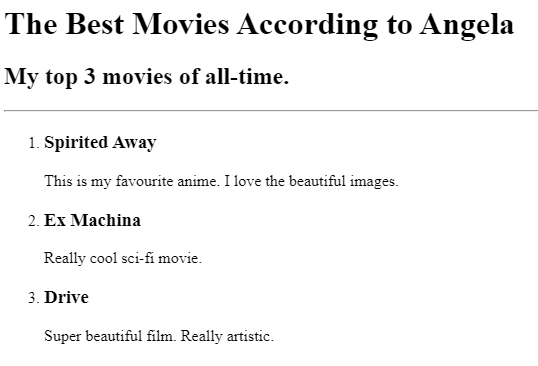 The Best Movies According to Angela
My top 3 movies of all-time.
1. Spirited Away
This is my favourite anime. I love the beautiful images.
2. Ex Machina
Really cool sci-fi movie.
3. Drive
Super beautiful film. Really artistic.